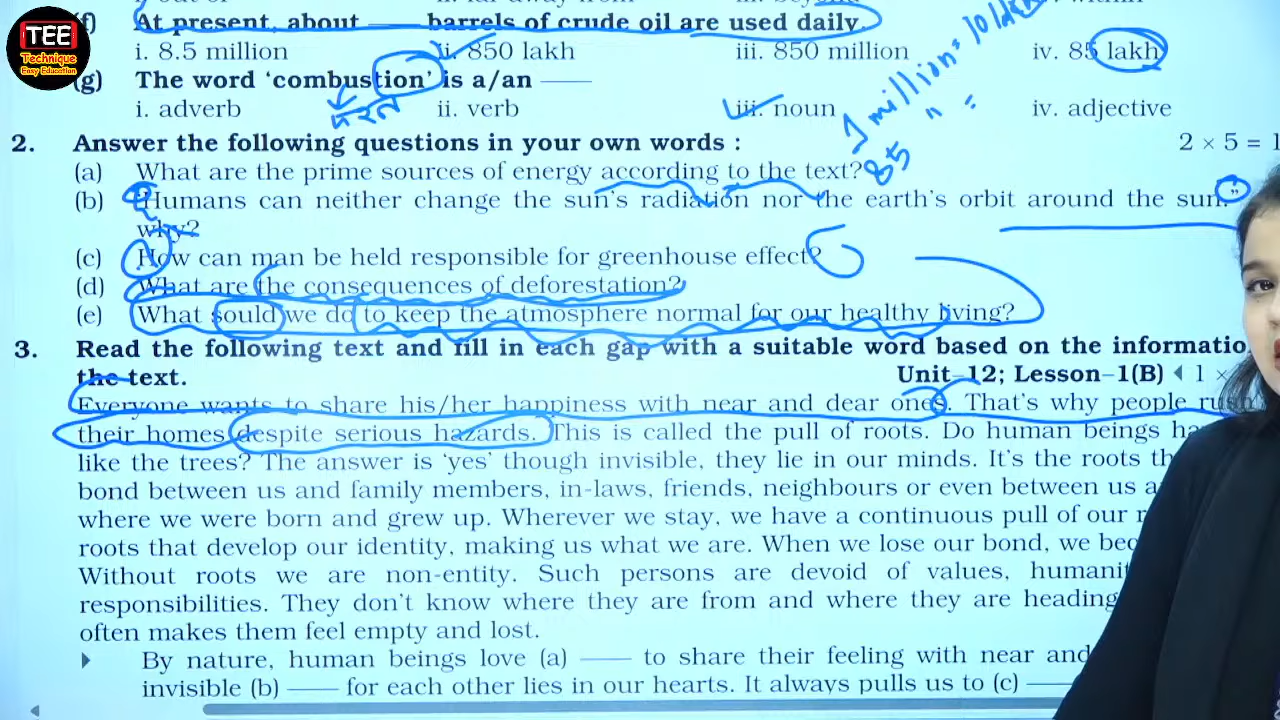 i. y out of ii. far away from iii. beyond iv. within
TEE
Technique
Easy Education
(f) At present, about —— barrels of crude oil are used daily.
i. 8.5 million ii. 850 lakh iii. 850 million iv. 85 lakh
(g) The word ‘combustion’ is a/an ——
i. adverb ii. verb iii. noun iv. adjective
1 million = 10 lakh
85 " =
2. Answer the following questions in your own words : 2 × 5 = 1
(a) What are the prime sources of energy according to the text?
(b) Humans can neither change the sun's radiation nor the earth's orbit around the sun.
why?
(c) How can man be held responsible for greenhouse effect?
(d) What are the consequences of deforestation?
(e) What sould we do to keep the atmosphere normal for our healthy living?
3. Read the following text and fill in each gap with a suitable word based on the informatio
the text. Unit–12; Lesson–1(B) 1 ×
Everyone wants to share his/her happiness with near and dear ones. That's why people rush
their homes despite serious hazards. This is called the pull of roots. Do human beings ha
like the trees? The answer is ‘yes’ though invisible, they lie in our minds. It's the roots th
bond between us and family members, in-laws, friends, neighbours or even between us a
where we were born and grew up. Wherever we stay, we have a continuous pull of our r
roots that develop our identity, making us what we are. When we lose our bond, we bec
Without roots we are non-entity. Such persons are devoid of values, humanit
responsibilities. They don't know where they are from and where they are heading
often makes them feel empty and lost.
By nature, human beings love (a) —— to share their feeling with near and
invisible (b) —— for each other lies in our hearts. It always pulls us to (c) ——